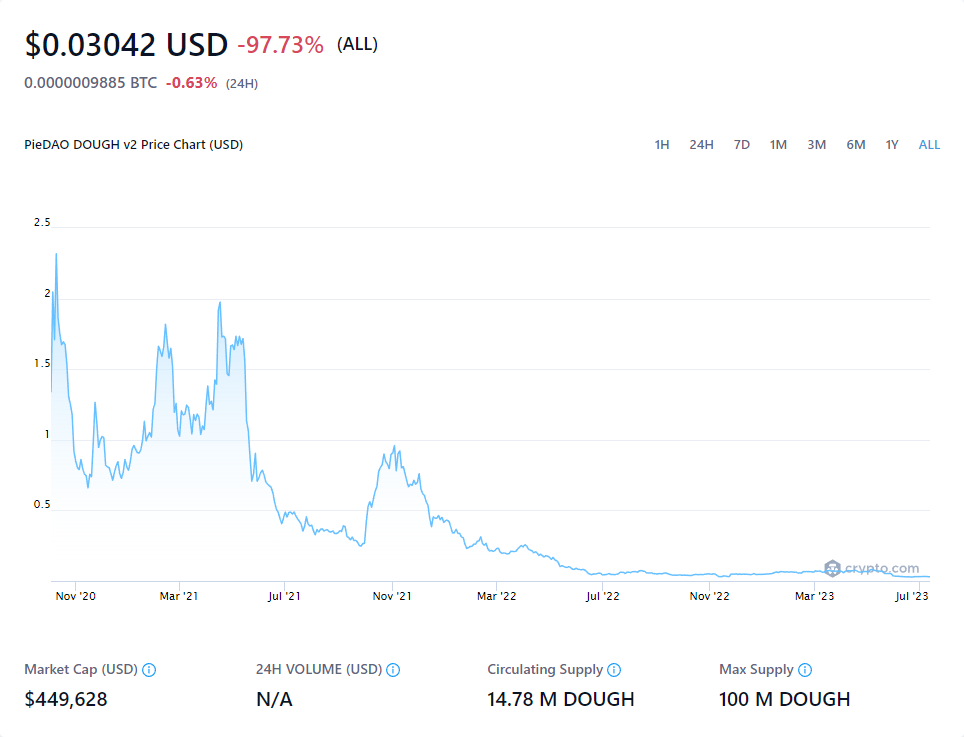 $0.03042 USD -97.73% (ALL)
0.0000009885 BTC -0.63% (24H)
PieDAO DOUGH v2 Price Chart (USD) 1H 24H 7D 1M 3M 6M 1Y ALL
2.5
2
1.5
1
0.5
crypto.com
Nov '20 Mar '21 Jul '21 Nov '21 Mar '22 Jul '22 Nov '22 Mar '23 Jul '23
Market Cap (USD) 24H VOLUME (USD) Circulating Supply Max Supply
$449,628 N/A 14.78 M DOUGH 100 M DOUGH